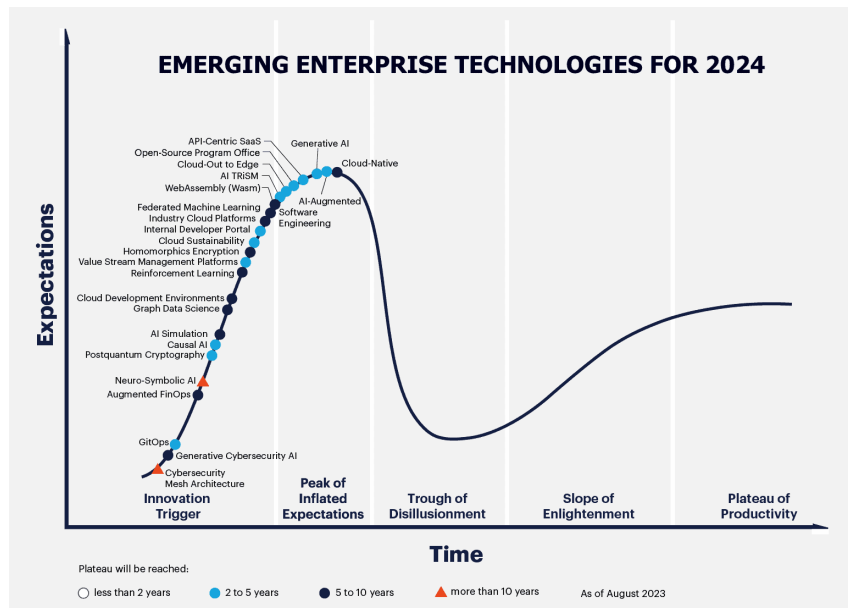 EMERGING ENTERPRISE TECHNOLOGIES FOR 2024
API-Centric SaaS
Generative AI
Open-Source Program Office
Cloud-Out to Edge
Cloud-Native
AI TRiSM
WebAssembly (Wasm)
AI-Augmented
Software
Engineering
Federated Machine Learning
Industry Cloud Platforms
Internal Developer Portal
Cloud Sustainability
Homomorphics Encryption
Value Stream Management Platforms
Reinforcement Learning
Cloud Development Environments
Graph Data Science
AI Simulation
Causal AI
Postquantum Cryptography
Neuro-Symbolic AI
Augmented FinOps
GitOps
Generative Cybersecurity AI
Cybersecurity
Mesh Architecture
Expectations
Innovation
Trigger
Peak of
Inflated
Expectations
Trough of
Disillusionment
Slope of
Enlightenment
Plateau of
Productivity
Time
Plateau will be reached:
less than 2 years
2 to 5 years
5 to 10 years
more than 10 years
As of August 2023